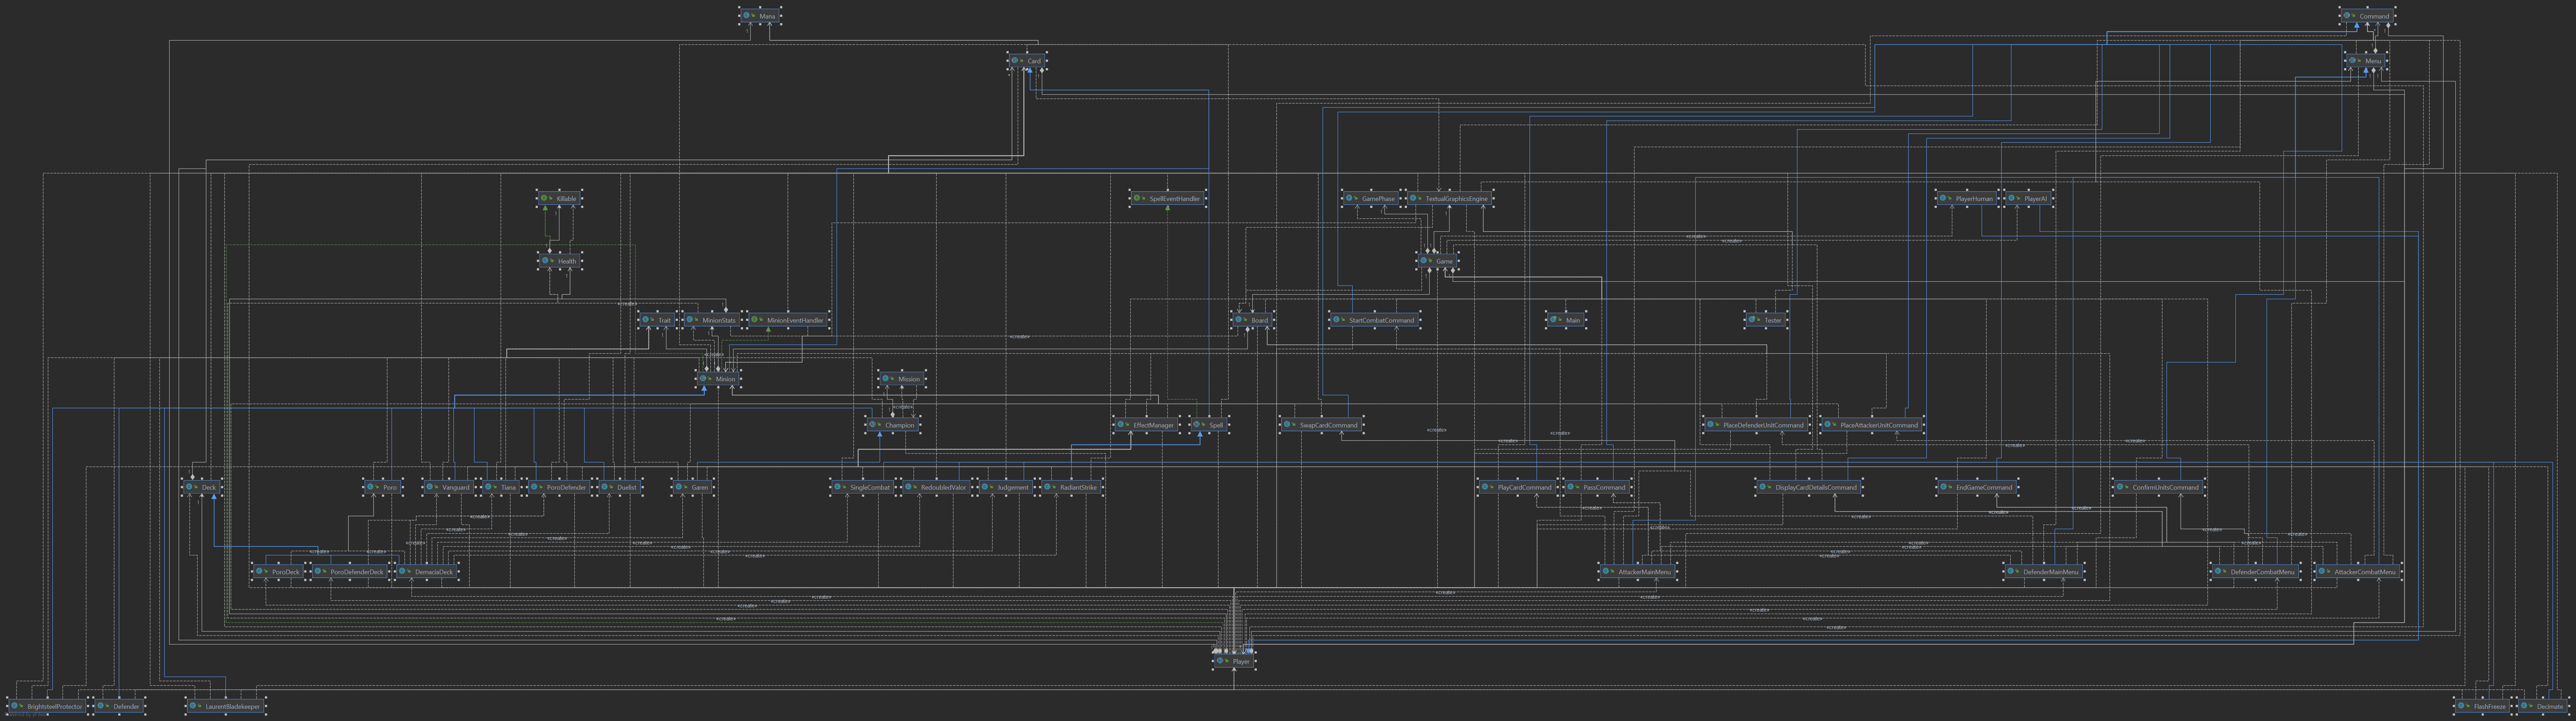 Mana
Command
Card
Menu
Killable
SpellEventHandler
GamePhase
TextualGraphicsEngine
PlayerHuman
PlayerAI
«create»
«create»
Health
Game
«create»
Trait
MinionStats
MinionEventHandler
Board
StartCombatCommand
Main
Tester
«create»
«create»
Minion
Mission
«create»
Champion
EffectManager
Spell
SwapCardCommand
PlaceDefenderUnitCommand
PlaceAttackerUnitCommand
«create»
«create»
«create»
«create»
Deck
Poro
Vanguard
Tiana
PoroDefender
Duelist
Garen
SingleCombat
RedoubledValor
Judgement
RadiantStrike
PlayCardCommand
PassCommand
DisplayCardDetailsCommand
EndGameCommand
ConfirmUnitsCommand
«create»
«create»
«create»
«create»
«create»
«create»
«create»
«create»
«create»
«create»
«create»
«create»
«create»
«create»
PoroDeck
PoroDefenderDeck
DemaciaDeck
AttackerMainMenu
DefenderMainMenu
DefenderCombatMenu
AttackerCombatMenu
«create»
«create»
«create»
«create»
«create»
«create»
«create»
«create»
Player
BrightsteelProtector
Defender
LaurentBladekeeper
FlashFreeze
Decimate